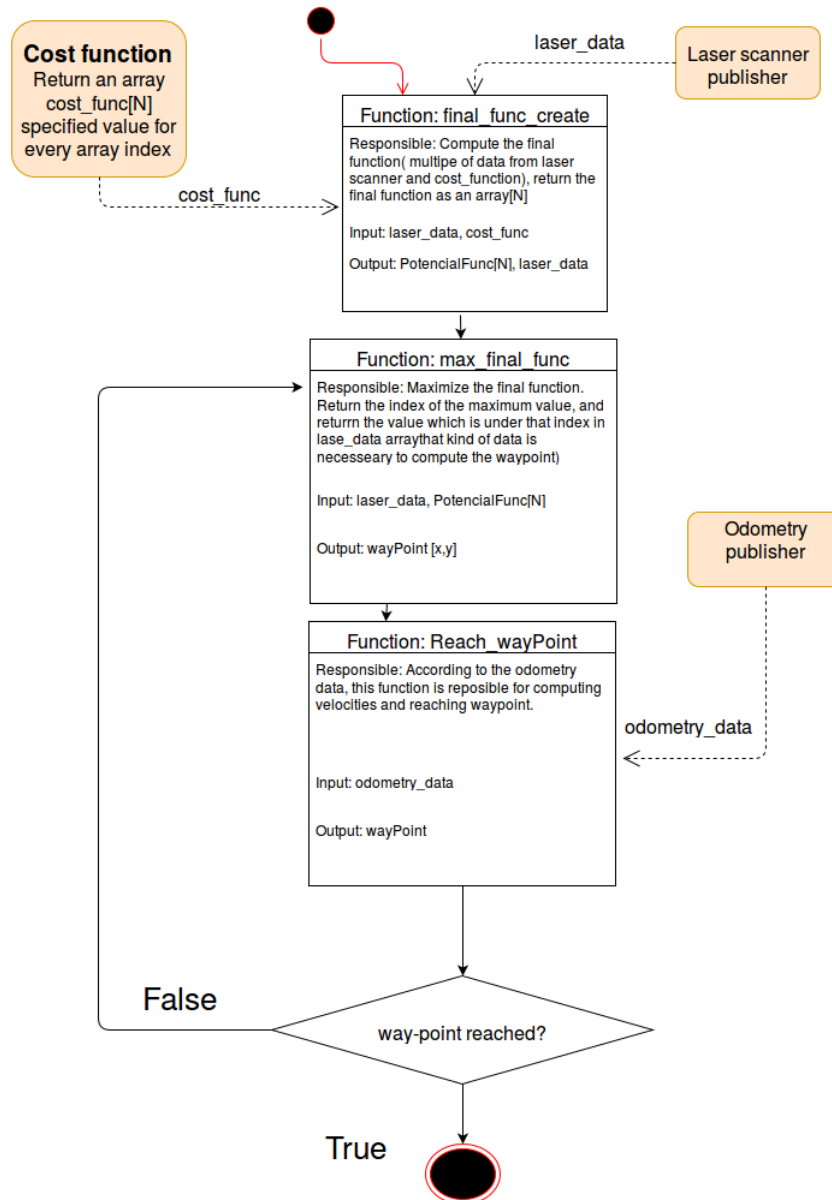 Cost function
Return an array
cost_func[N]
specified value for
every array index
laser_data
Laser scanner
publisher
cost_func
Function: final_func_create
Responsible: Compute the final
function( multipe of data from laser
scanner and cost_function), return the
final function as an array[N]
Input: laser_data, cost_func
Output: PotencialFunc[N], laser_data
Function: max_final_func
Responsible: Maximize the final function.
Return the index of the maximum value, and
returrn the value which is under that index in
lase_data arraythat kind of data is
necesseary to compute the waypoint)
Input: laser_data, PotencialFunc[N]
Output: wayPoint [x,y]
Odometry
publisher
Function: Reach_wayPoint
Responsible: According to the odometry
data, this function is reposible for computing
velocities and reaching waypoint.
odometry_data
Input: odometry_data
Output: wayPoint
False
way-point reached?
True